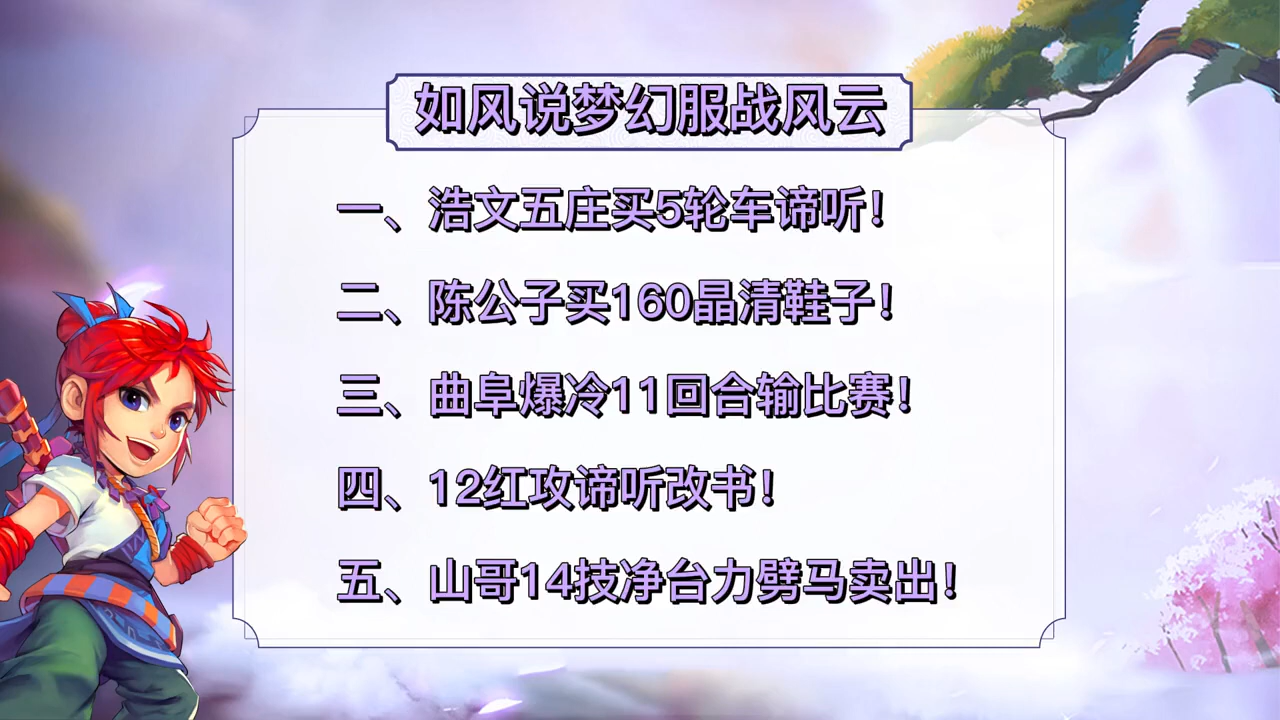 如风说梦幻服战风云
一、浩文五庄买5轮车谛听！
二、陈公子买160晶清鞋子！
三、曲阜爆冷11回合输比赛！
四、12红攻谛听改书！
五、山哥14技净台力劈马卖出！